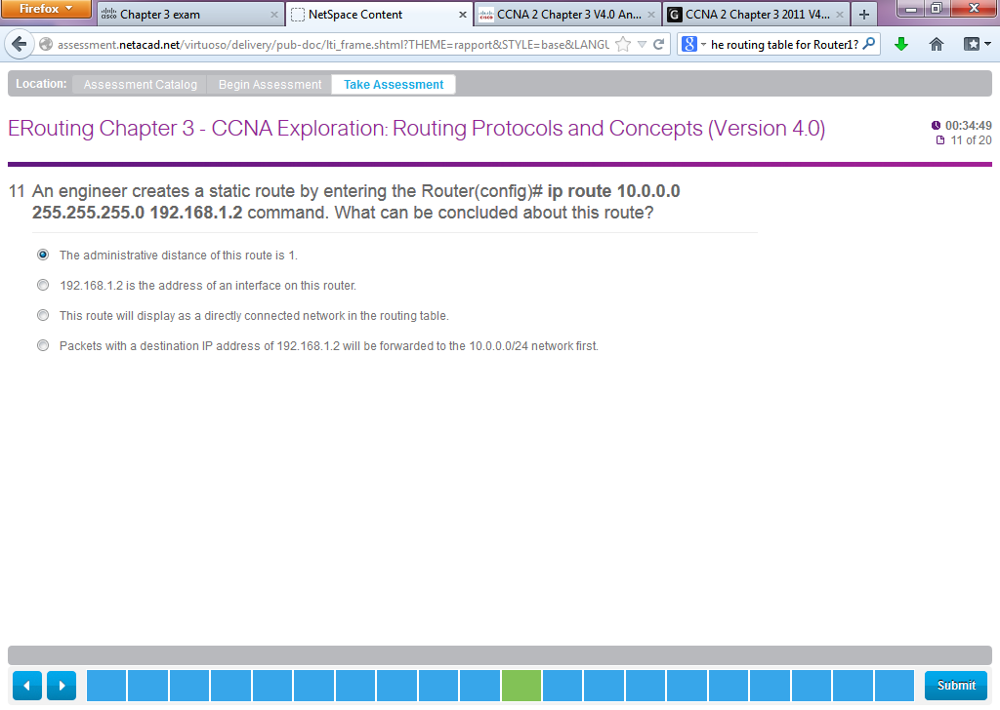 Firefox
Chapter 3 exam
NetSpace Content
CCNA 2 Chapter 3 V4.0 An...
G CCNA 2 Chapter 3 2011 V4...
assessment.netacad.net/virtuoso/delivery/pub-doc/lti_frame.shtml?THEME=rapport&STYLE=base&LANGU
8 he routing table for Router1?
Location: Assessment Catalog Begin Assessment Take Assessment
ERouting Chapter 3 - CCNA Exploration: Routing Protocols and Concepts (Version 4.0)
00:34:49
11 of 20
11 An engineer creates a static route by entering the Router(config)# ip route 10.0.0.0
255.255.255.0 192.168.1.2 command. What can be concluded about this route?
The administrative distance of this route is 1.
192.168.1.2 is the address of an interface on this router.
This route will display as a directly connected network in the routing table.
Packets with a destination IP address of 192.168.1.2 will be forwarded to the 10.0.0.0/24 network first.
Submit